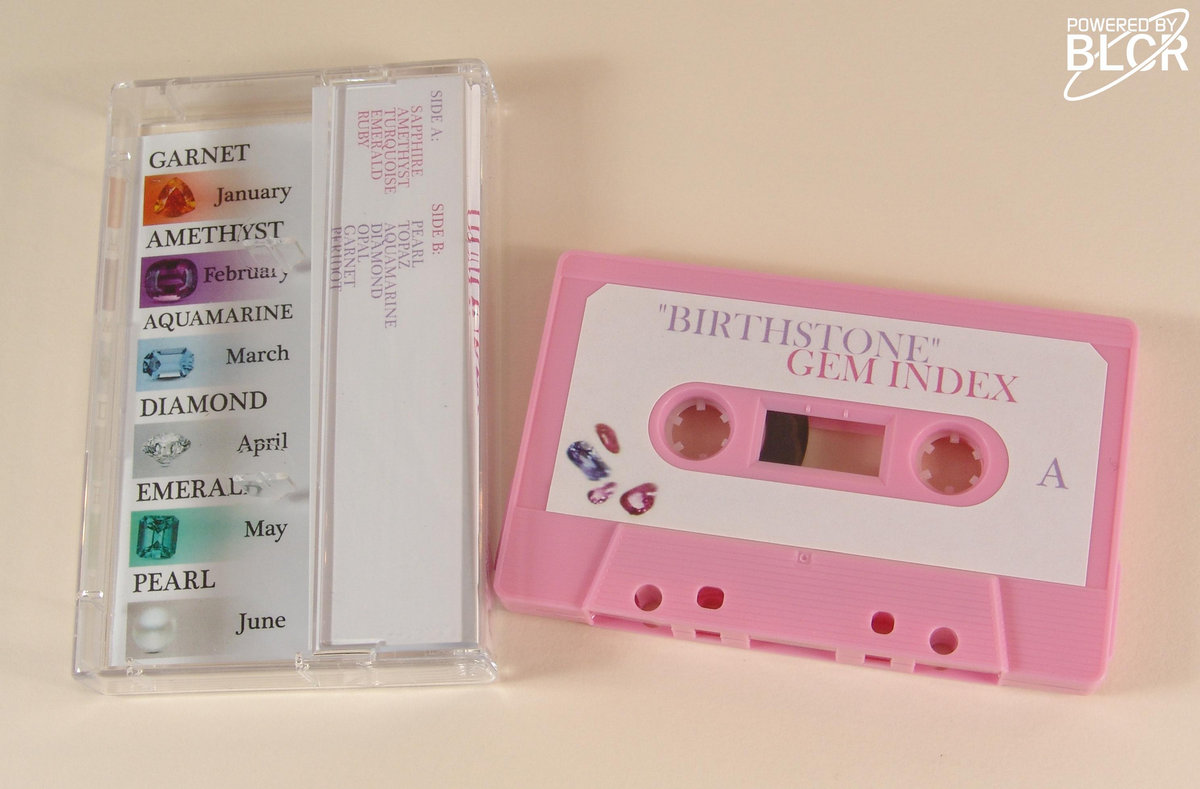 POWERED BY
BLCR
GARNET
January
AMETHYST
February
AQUAMARINE
March
DIAMOND
April
May
PEARL
June
SIDE A:
SAPPHIRE
AMETHYST
TURQUOISE
EMERALD
RUBY
SIDE B:
PEARL
TOPAZ
AQUAMARINE
DIAMOND
OPAL
GARNET
PERIDOT
"BIRTHSTONE"
GEM INDEX
A